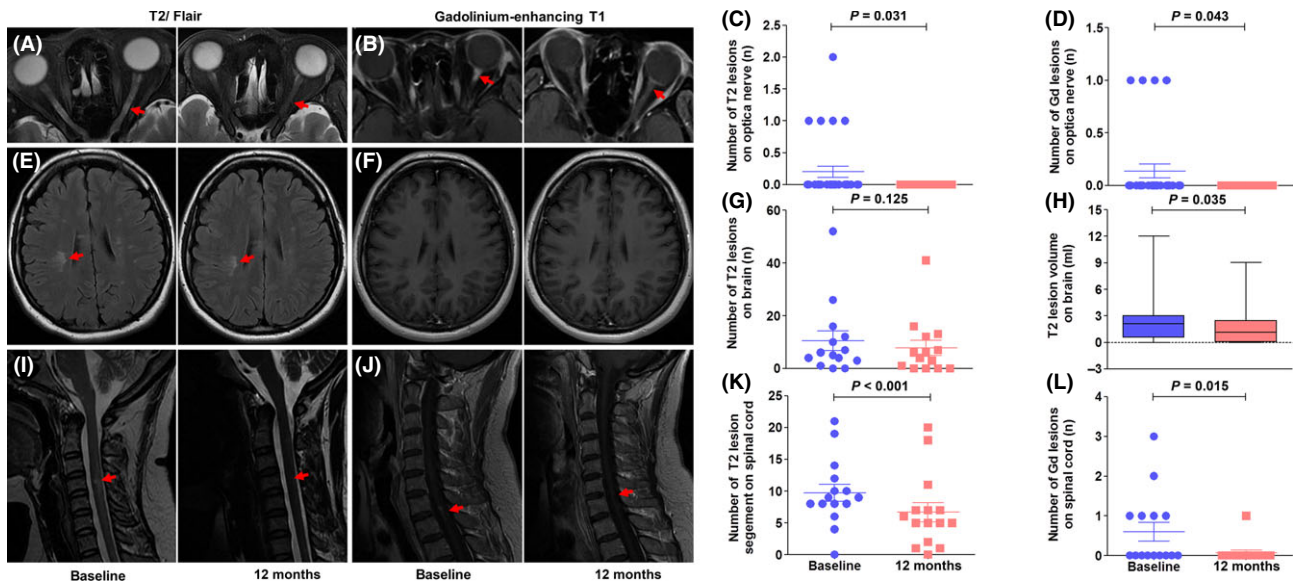 T2/ Flair
Gadolinium-enhancing T1
(A)
(B)
(E)
(F)
(I)
(J)
Baseline
12 months
Baseline
12 months
(C)
P = 0.031
Number of T2 lesions
on optica nerve (n)
2.5
2.0
1.5
1.0
0.5
0.0
(D)
P = 0.043
Number of Gd lesions
on optic nerve (n)
1.5
1.0
0.5
0.0
(G)
P = 0.125
Number of T2 lesions
on brain (n)
60
40
20
0
(H)
P = 0.035
T2 lesion volume
on brain (ml)
15
12
9
6
3
0
–3
(K)
P < 0.001
Number of T2 lesion
segement on spinal cord
25
20
15
10
5
0
Baseline
12 months
(L)
P = 0.015
Number of Gd lesions
on spinal cord (n)
4
3
2
1
0
Baseline
12 months